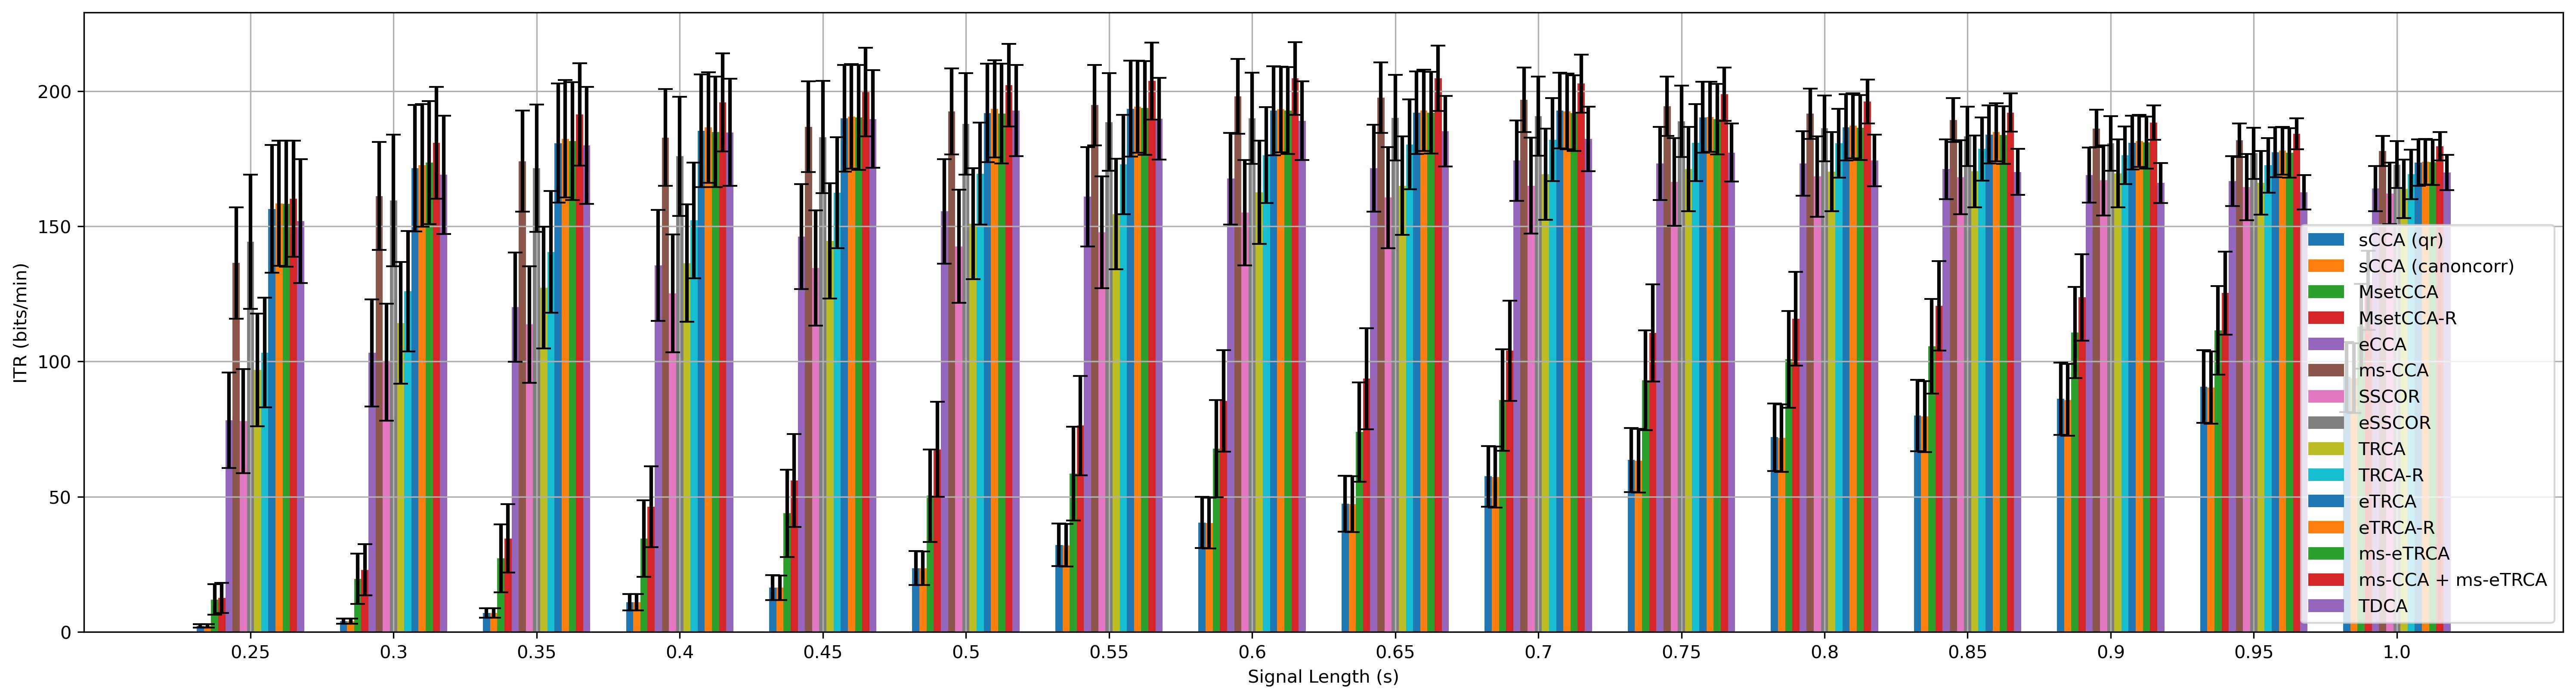 ITR (bits/min)
200
150
100
50
0
0.25 0.3 0.35 0.4 0.45 0.5 0.55 0.6 0.65 0.7 0.75 0.8 0.85 0.9 0.95 1.0
Signal Length (s)
sCCA (qr)
sCCA (canoncorr)
MsetCCA
MsetCCA-R
eCCA
ms-CCA
SSCOR
eSSCOR
TRCA
TRCA-R
eTRCA
eTRCA-R
ms-eTRCA
ms-CCA + ms-eTRCA
TDCA